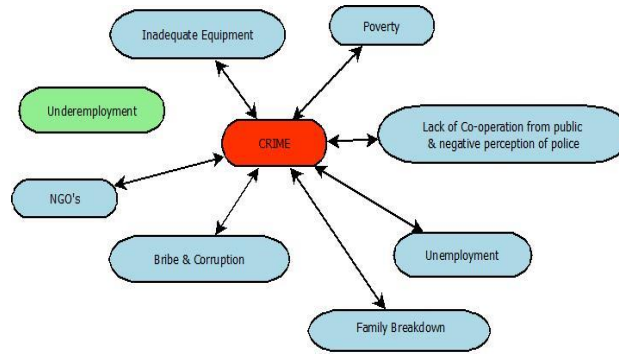 Inadequate Equipment
Poverty
Underemployment
CRIME
Lack of Co-operation from public
& negative perception of police
NGO's
Bribe & Corruption
Unemployment
Family Breakdown